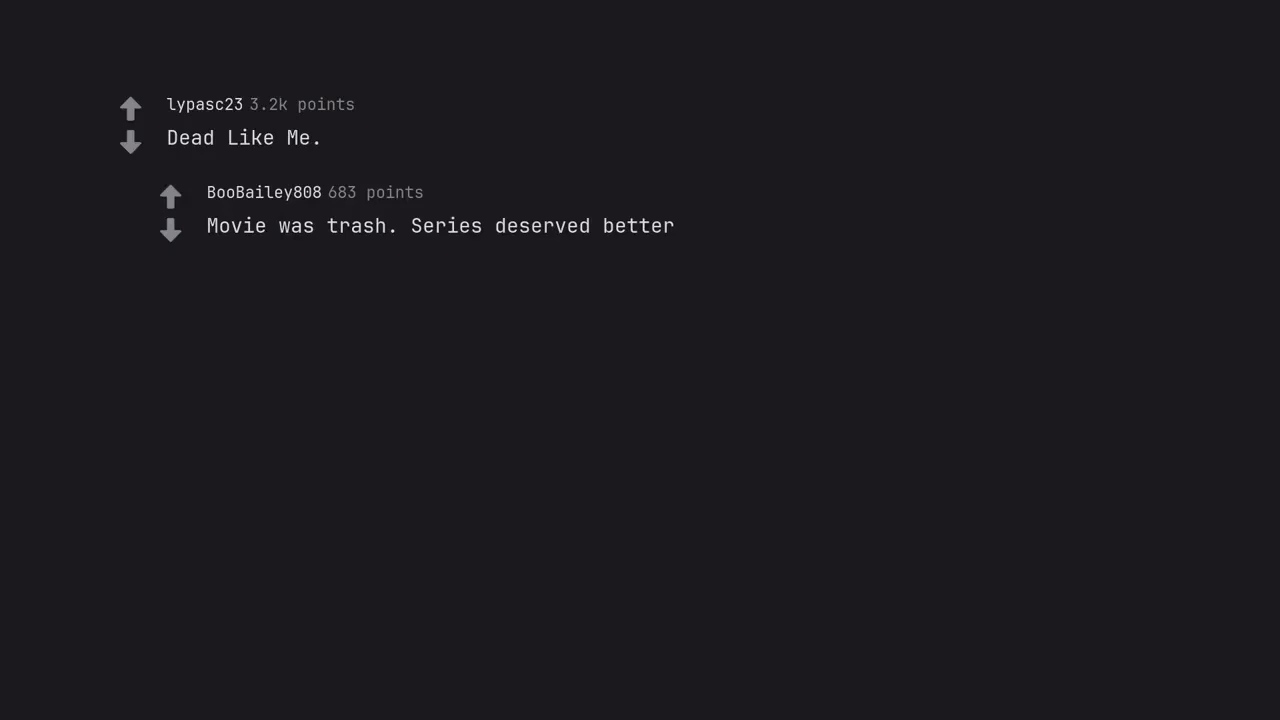 lypasc23 3.2k points
Dead Like Me.
BooBailey808 683 points
Movie was trash. Series deserved better